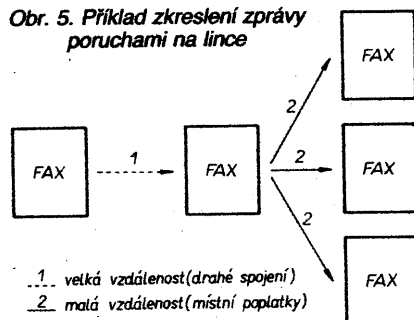 Obr. 5. Příklad zkreslení zprávy
poruchami na lince
FAX
1
FAX
2
2
2
FAX
FAX
FAX
1 velká vzdálenost (drahé spojení)
2 malá vzdálenost (místní poplatky)